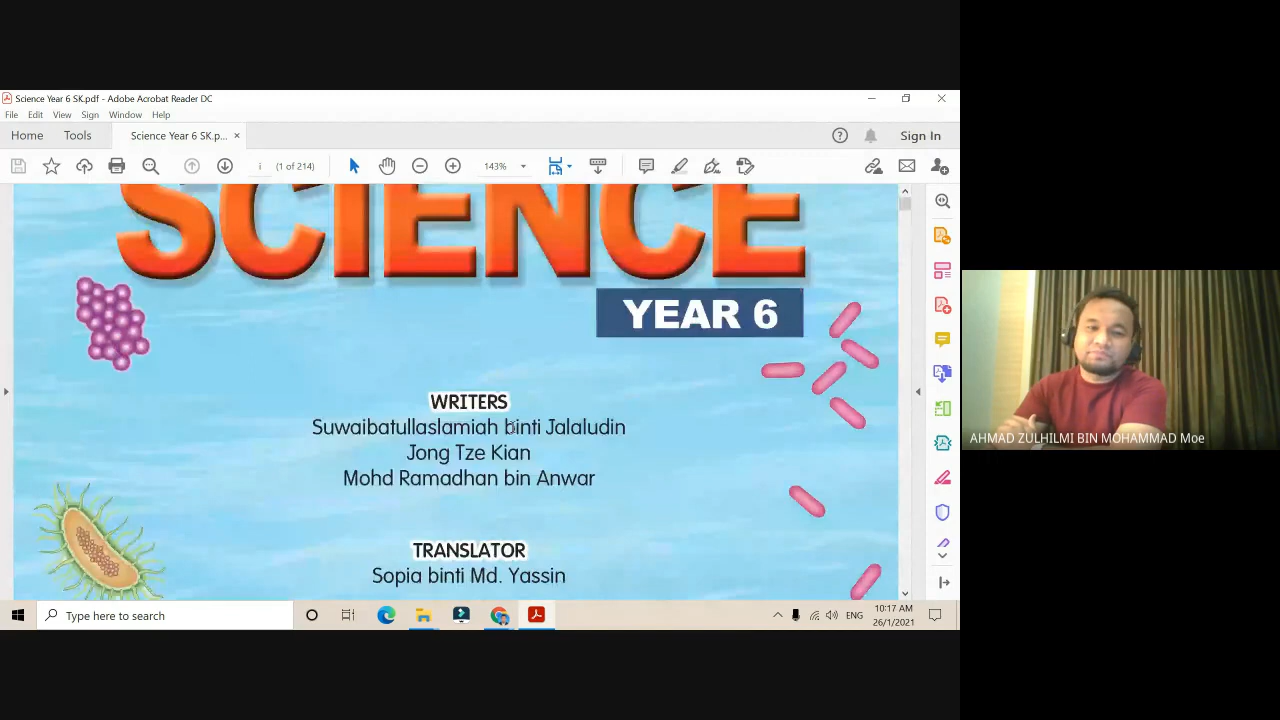 Science Year 6 SK.pdf - Adobe Acrobat Reader DC
File Edit View Sign Window Help
Home Tools Science Year 6 SK.p... × Sign In
i (1 of 214) 143%
SCIENCE
YEAR 6
WRITERS
Suwaibatullaslamiah binti Jalaludin
Jong Tze Kian
Mohd Ramadhan bin Anwar
TRANSLATOR
Sopia binti Md. Yassin
AHMAD ZULHILMI BIN MOHAMMAD Moe
Type here to search
ENG
10:17 AM
26/1/2021